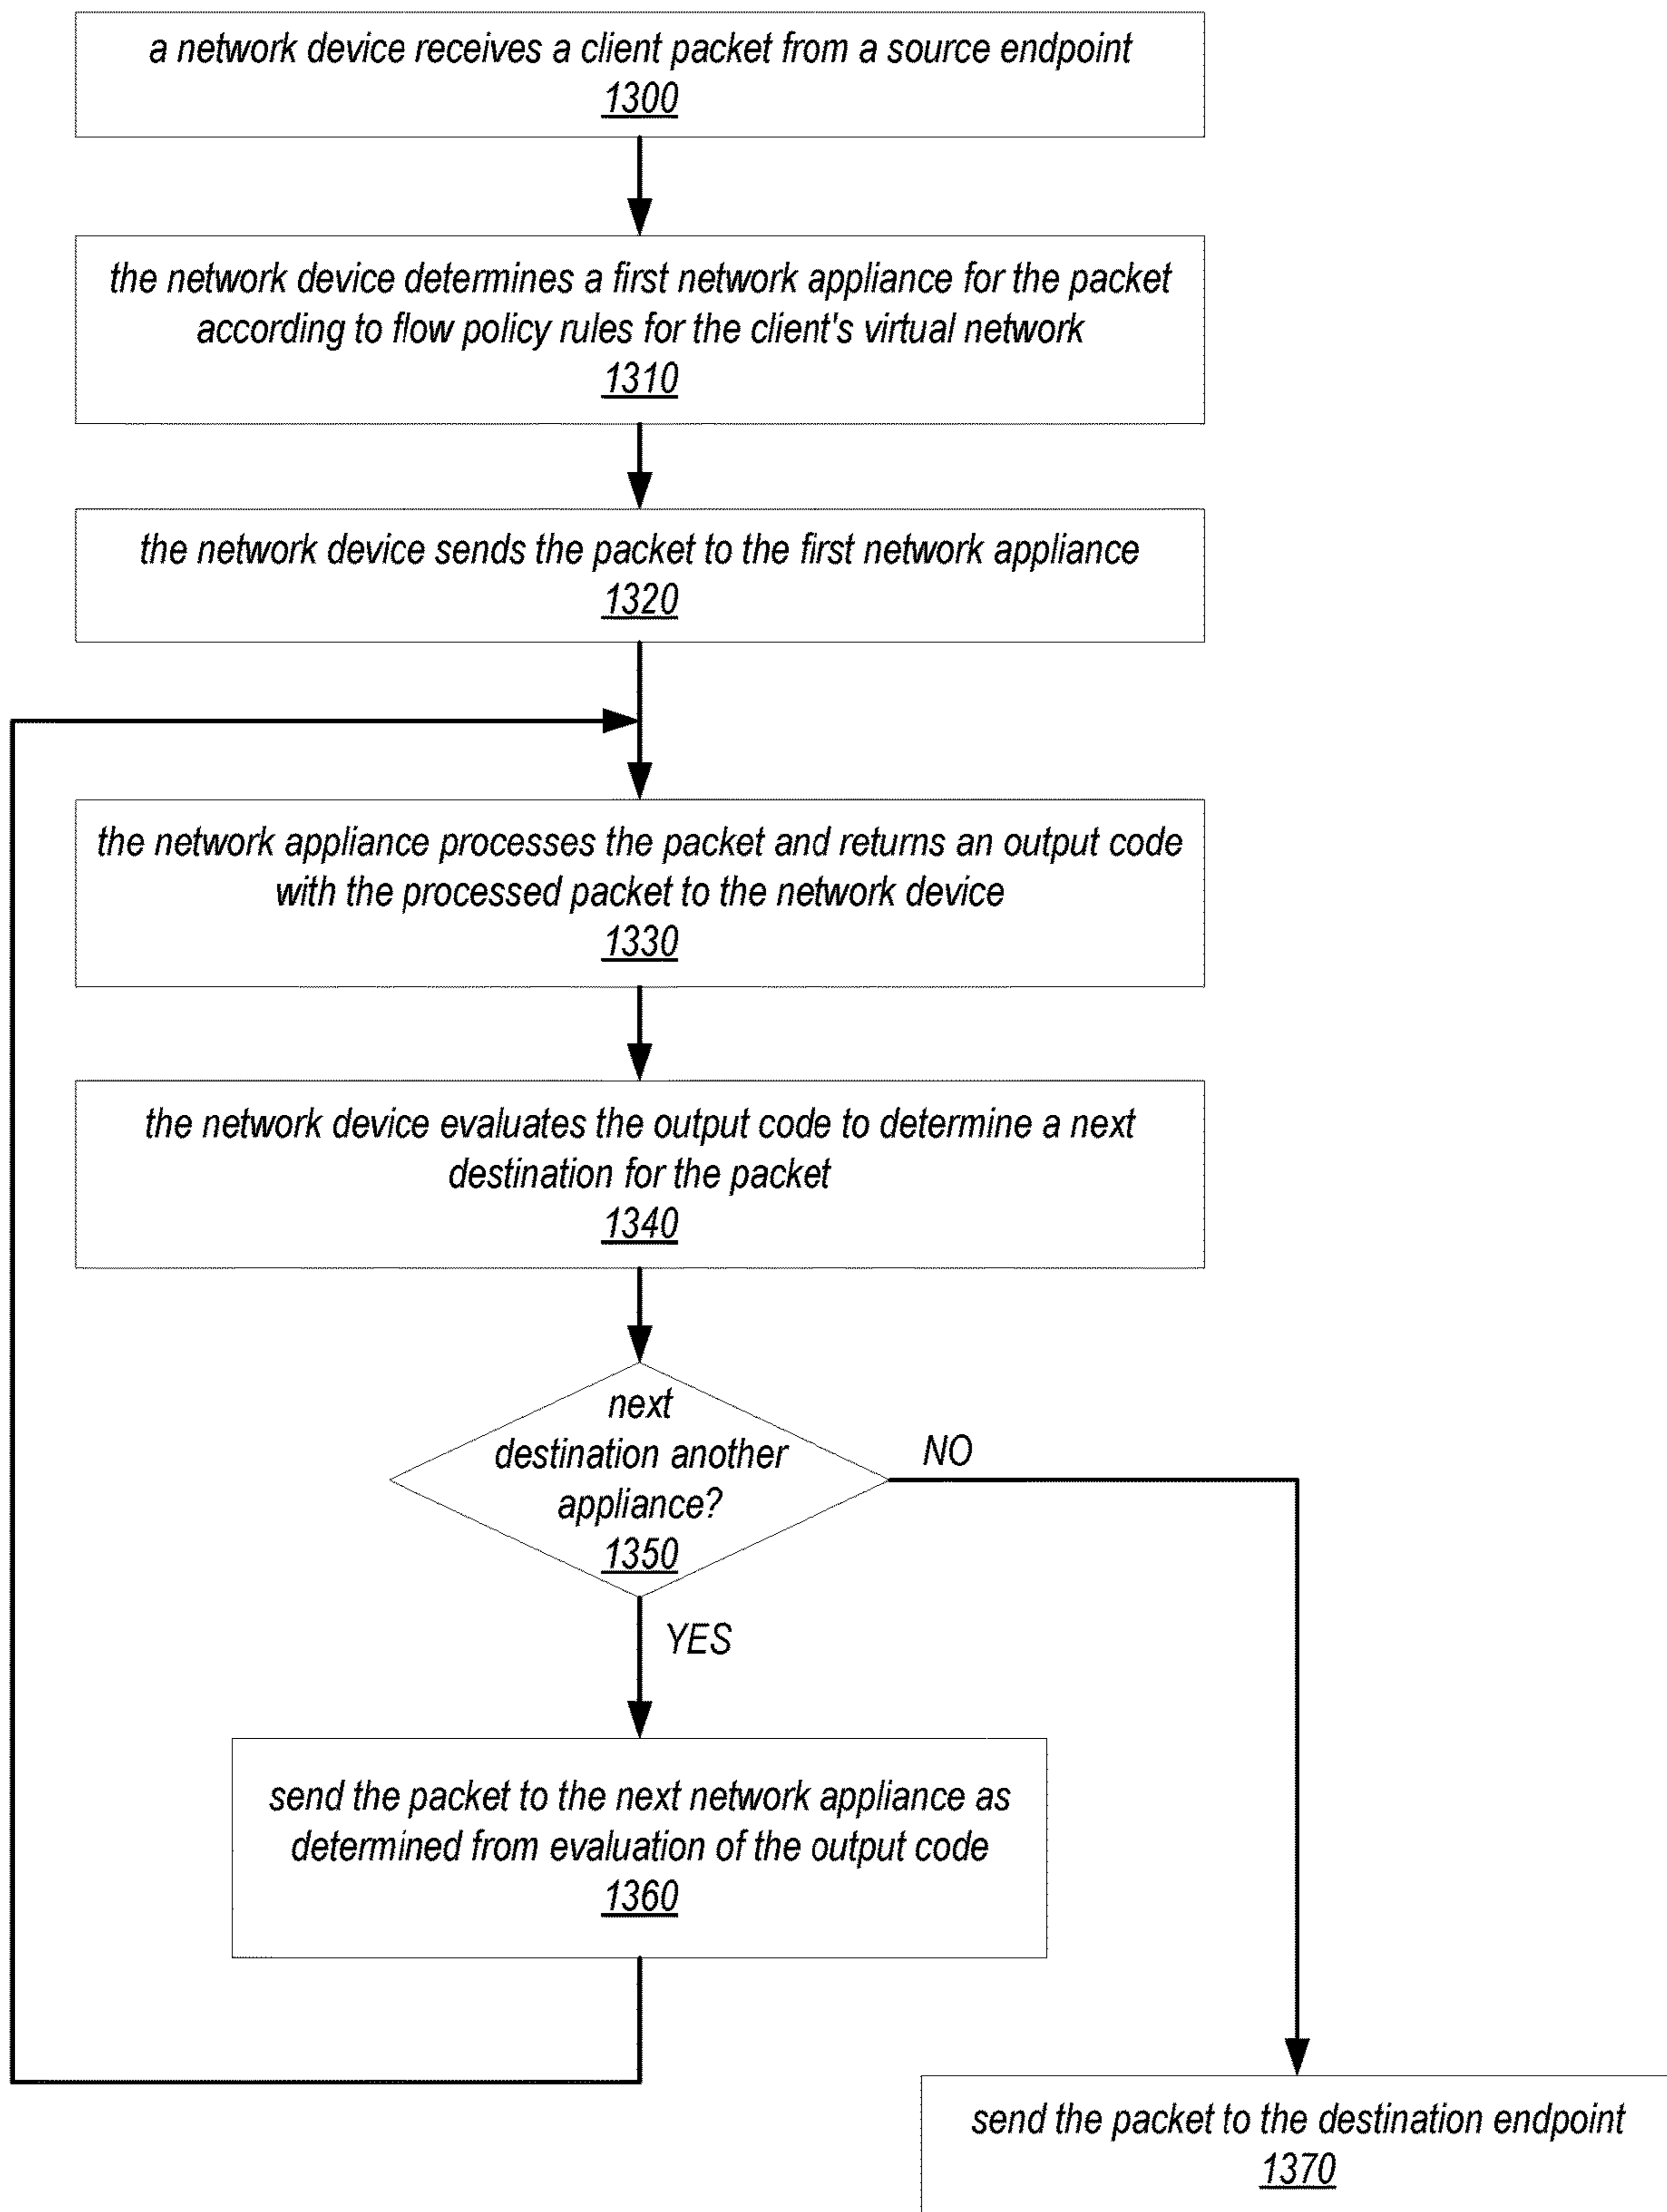 a network device receives a client packet from a source endpoint
1300
the network device determines a first network appliance for the packet
according to flow policy rules for the client's virtual network
1310
the network device sends the packet to the first network appliance
1320
the network appliance processes the packet and returns an output code
with the processed packet to the network device
1330
the network device evaluates the output code to determine a next
destination for the packet
1340
next
destination another
appliance?
1350
NO
YES
send the packet to the next network appliance as
determined from evaluation of the output code
1360
send the packet to the destination endpoint
1370